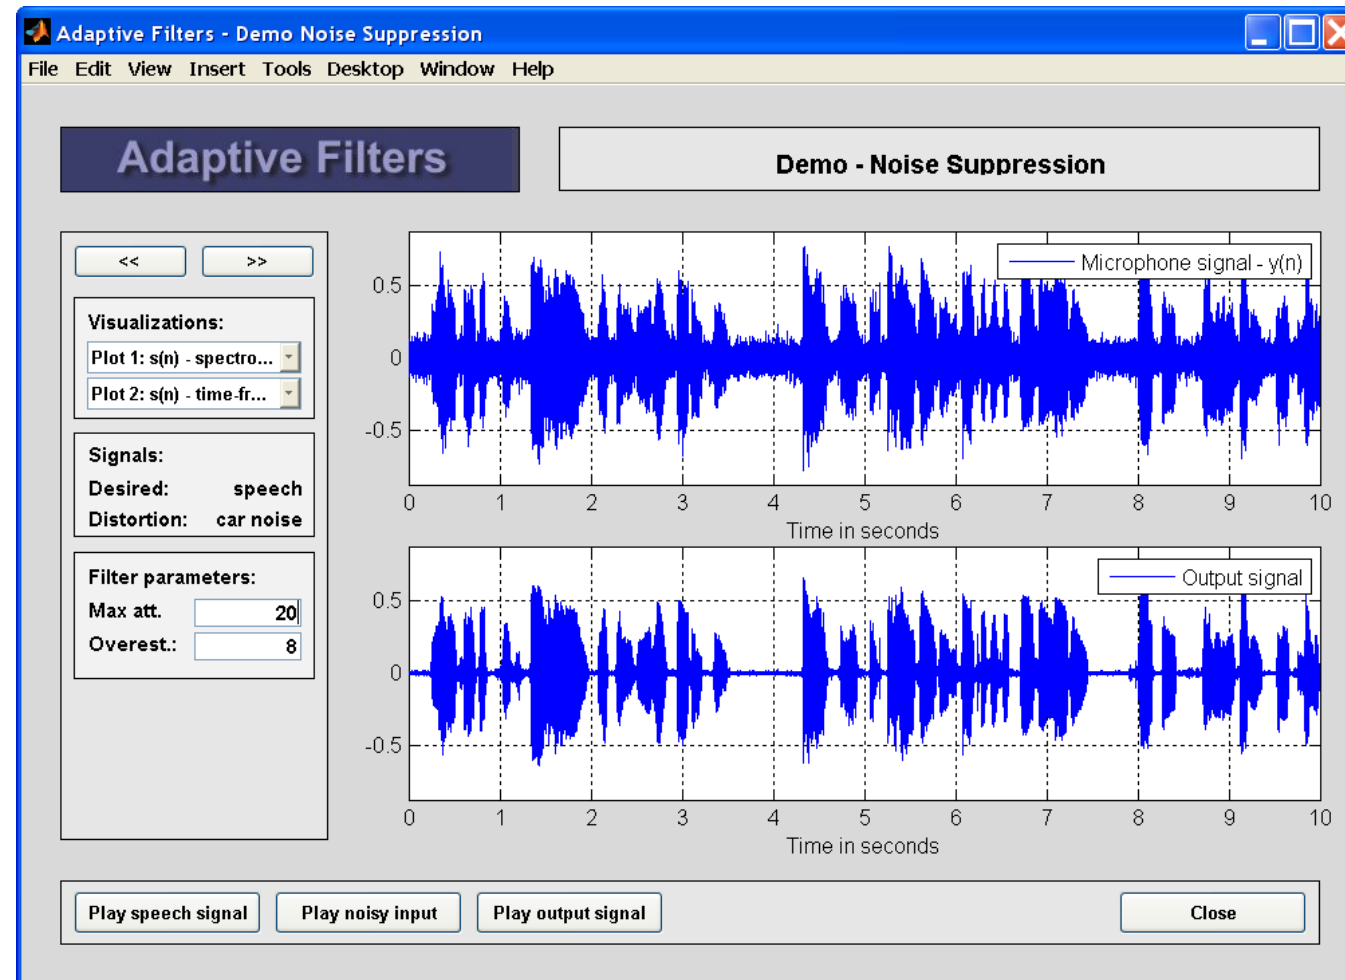 Adaptive Filters - Demo Noise Suppression
File Edit View Insert Tools Desktop Window Help
Adaptive Filters
Demo - Noise Suppression
<< >>
Visualizations:
Plot 1: s(n) - spectro...
Plot 2: s(n) - time-fr...
Signals:
Desired: speech
Distortion: car noise
Filter parameters:
Max att. 20
Overest.: 8
Microphone signal - y(n)
0.5
0
-0.5
0 1 2 3 4 5 6 7 8 9 10
Time in seconds
Output signal
0.5
0
-0.5
0 1 2 3 4 5 6 7 8 9 10
Time in seconds
Play speech signal Play noisy input Play output signal Close